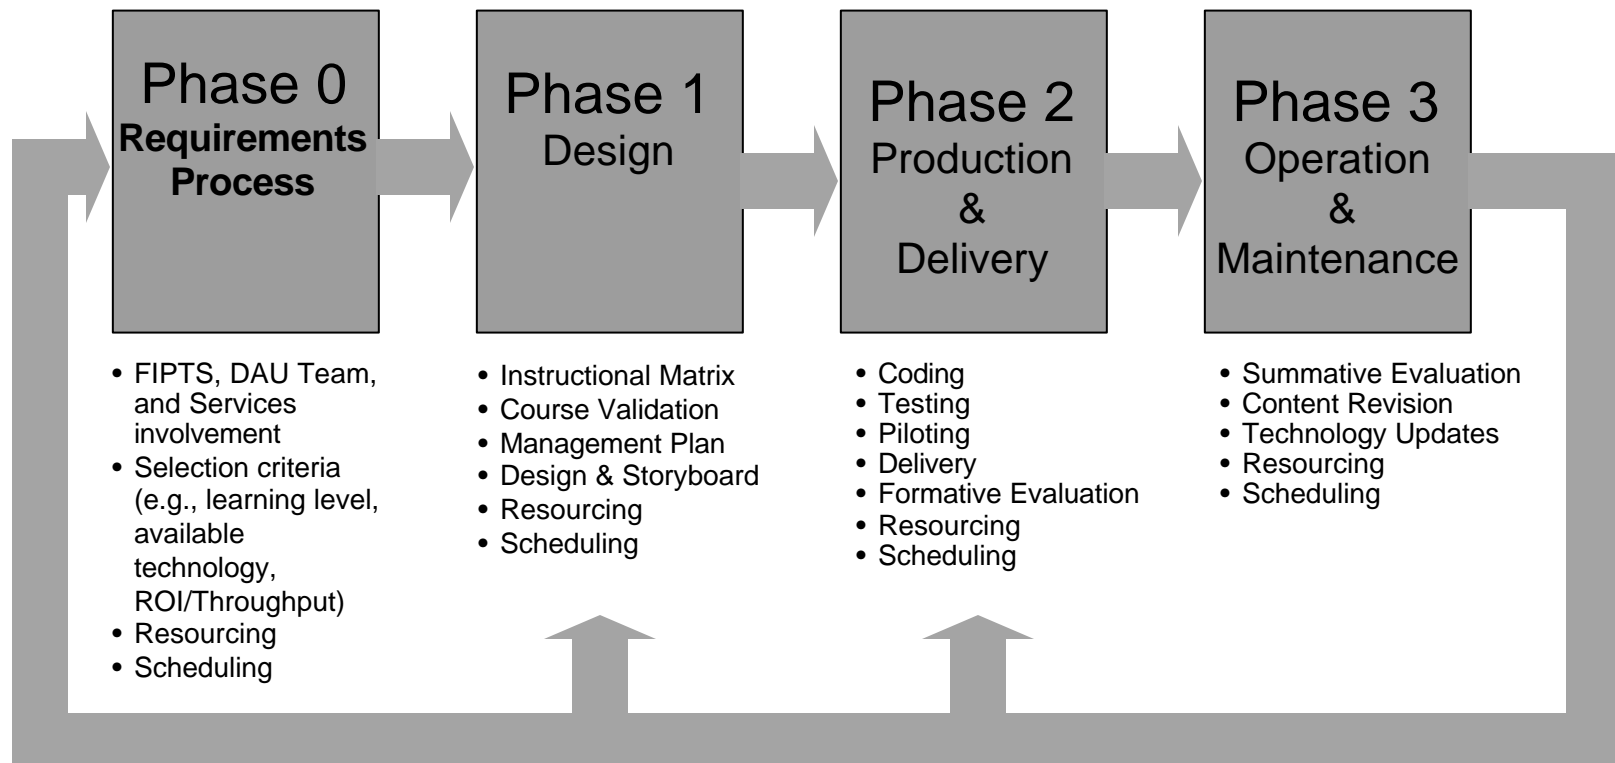 Phase 0
Requirements
Process
• FIPTS, DAU Team,
and Services
involvement
• Selection criteria
(e.g., learning level,
available
technology,
ROI/Throughput)
• Resourcing
• Scheduling
Phase 1
Design
• Instructional Matrix
• Course Validation
• Management Plan
• Design & Storyboard
• Resourcing
• Scheduling
Phase 2
Production
&
Delivery
• Coding
• Testing
• Piloting
• Delivery
• Formative Evaluation
• Resourcing
• Scheduling
Phase 3
Operation
&
Maintenance
• Summative Evaluation
• Content Revision
• Technology Updates
• Resourcing
• Scheduling